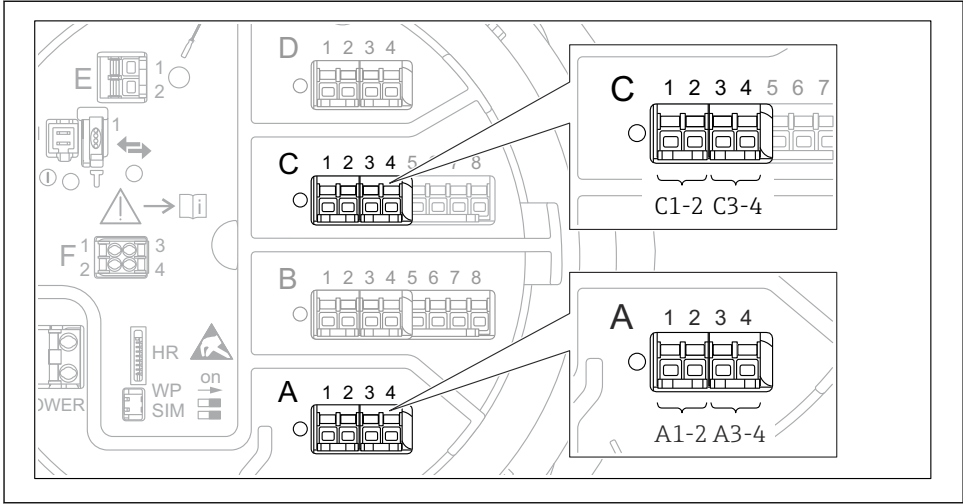 D 1 2 3 4
E 1
2
1
C 1 2 3 4 5 6 7 8
i
F 1 3
2 4
B 1 2 3 4 5 6 7 8
HR
WP on
SIM
OWER
A 1 2 3 4
C 1 2 3 4 5 6 7
C1-2 C3-4
A 1 2 3 4
A1-2 A3-4